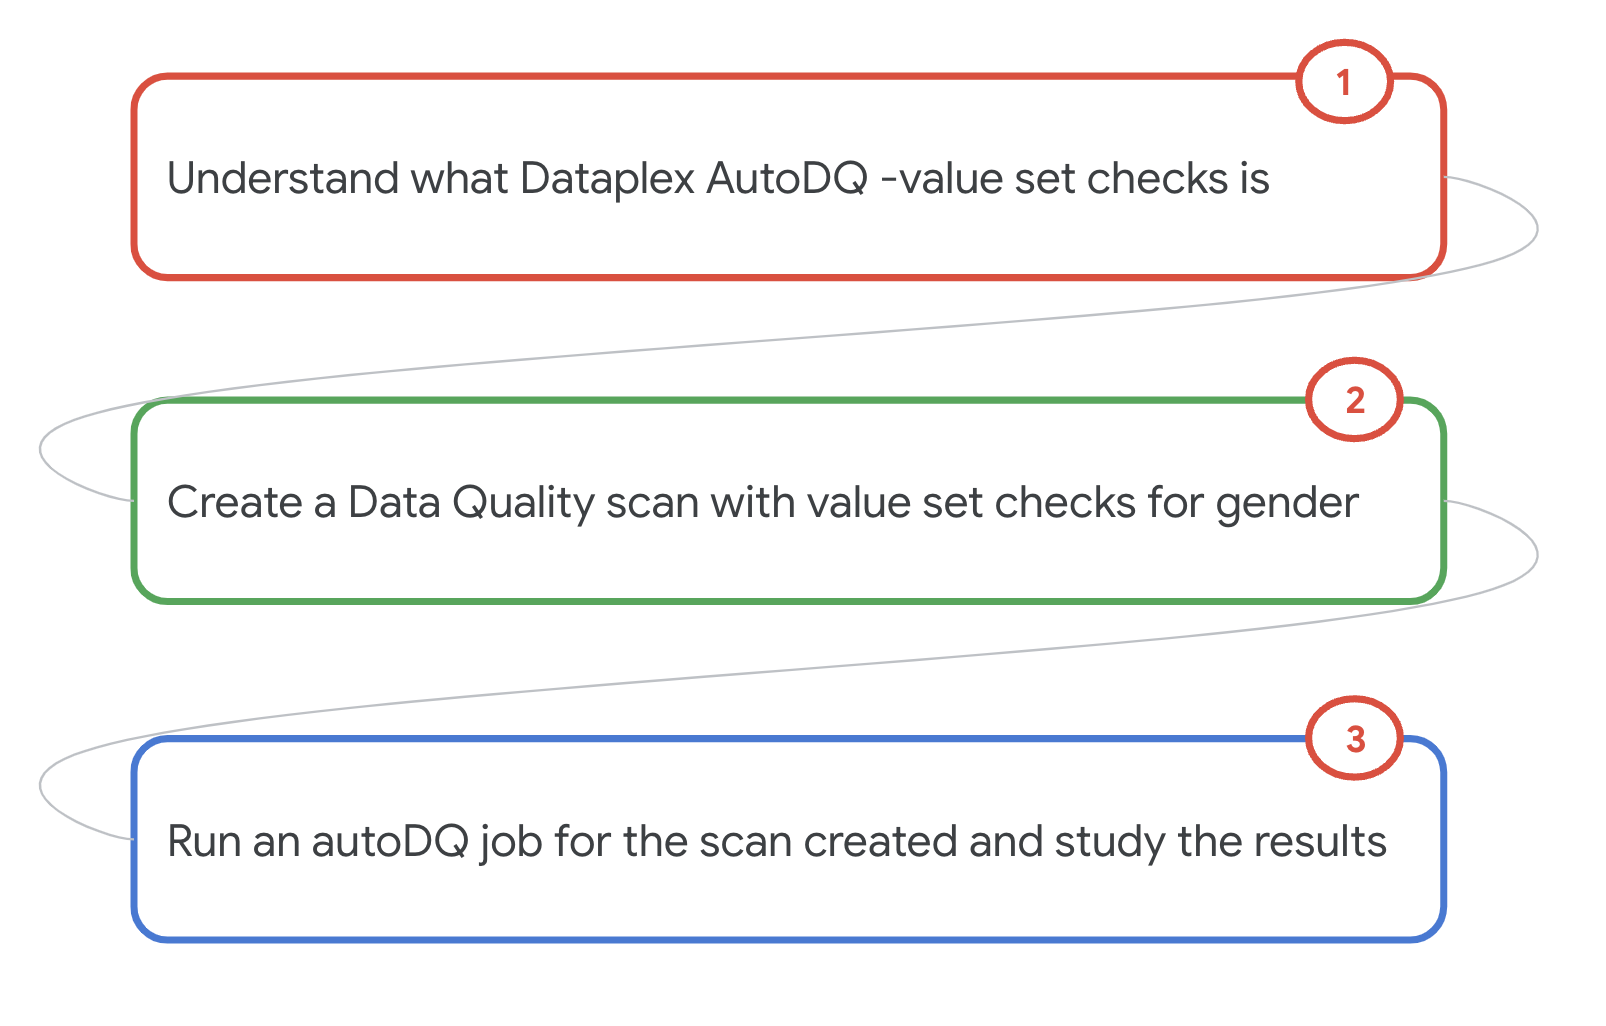 1
Understand what Dataplex AutoDQ -value set checks is
2
Create a Data Quality scan with value set checks for gender
3
Run an autoDQ job for the scan created and study the results